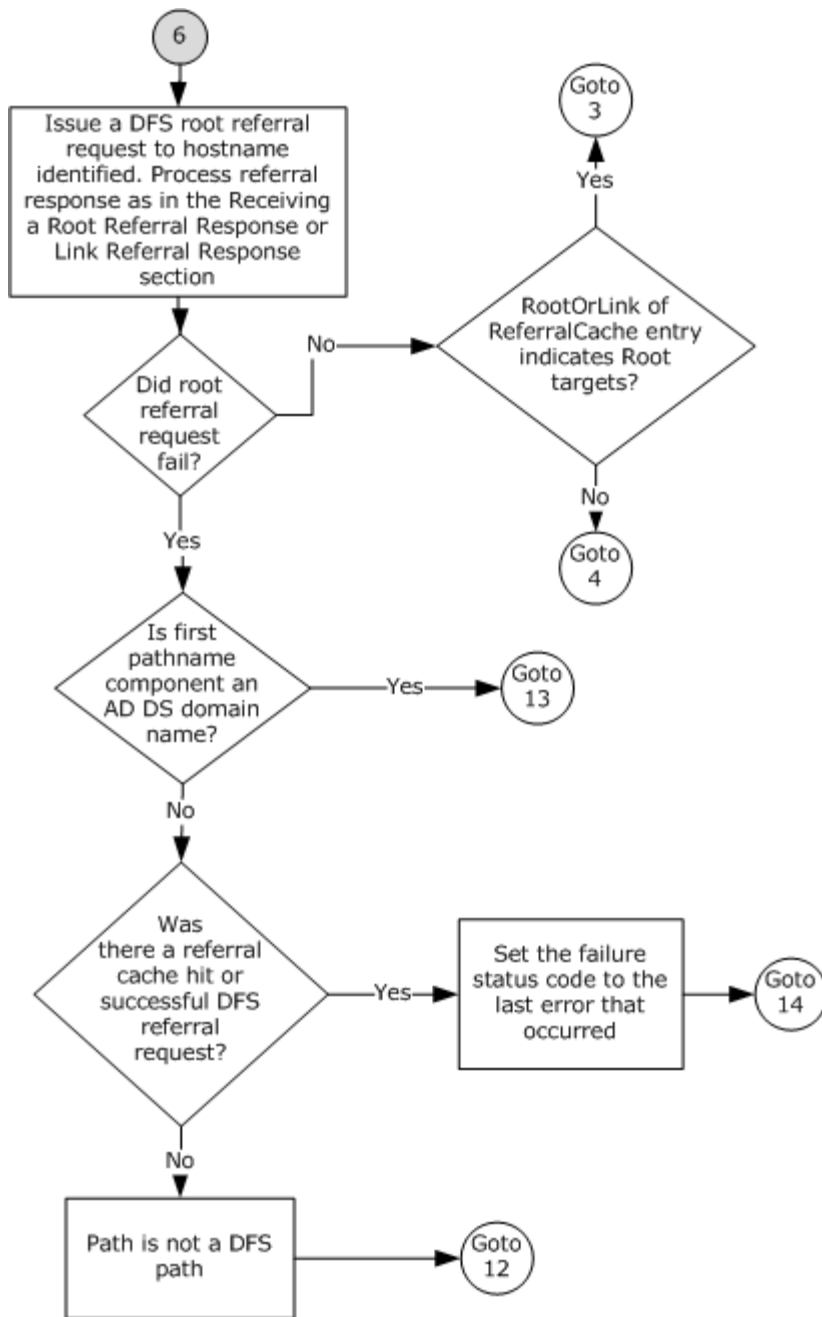 6
Issue a DFS root referral
request to hostname
identified. Process referral
response as in the Receiving
a Root Referral Response or
Link Referral Response
section
Goto
3
Yes
RootOrLink of
ReferralCache entry
indicates Root
targets?
No
Did root
referral
request
fail?
No
Goto
4
Yes
Is first
pathname
component an
AD DS domain
name?
Yes
Goto
13
No
Was
there a referral
cache hit or
successful DFS
referral
request?
Yes
Set the failure
status code to the
last error that
occurred
Goto
14
No
Path is not a DFS
path
Goto
12